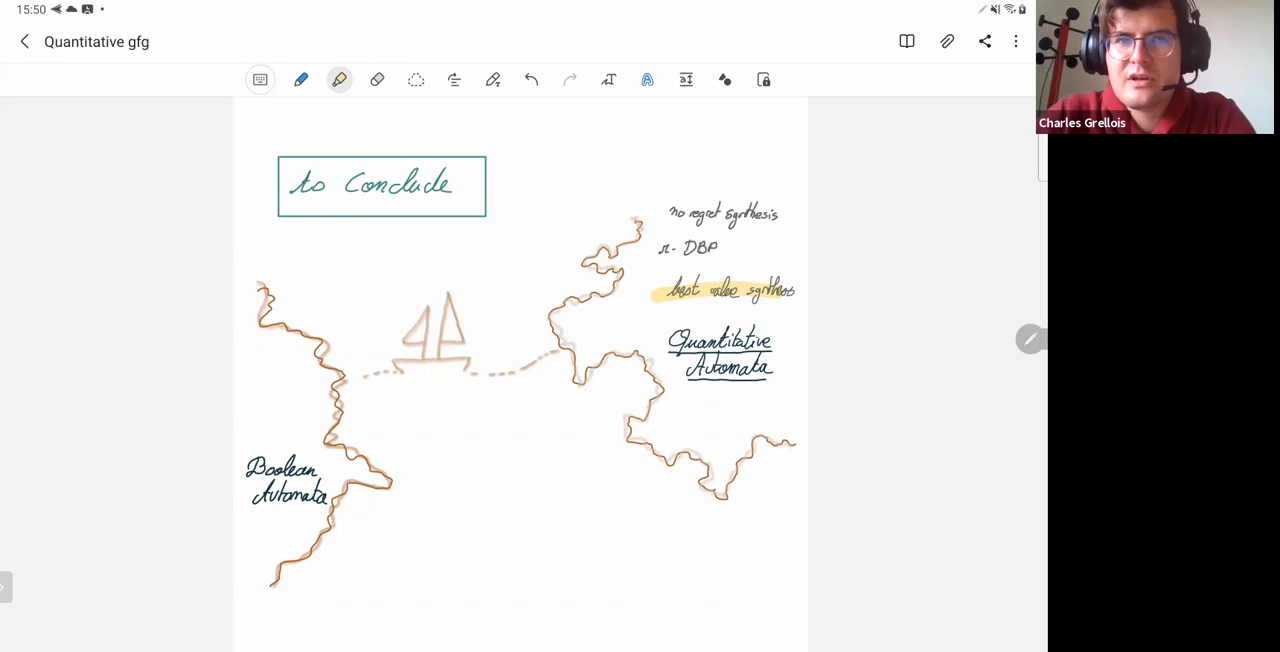 15:50
Quantitative gfg
Charles Grellois
to Conclude
no regret synthesis
r- DBP
best value synthesis
Quantitative
Automata
Boolean
Automata